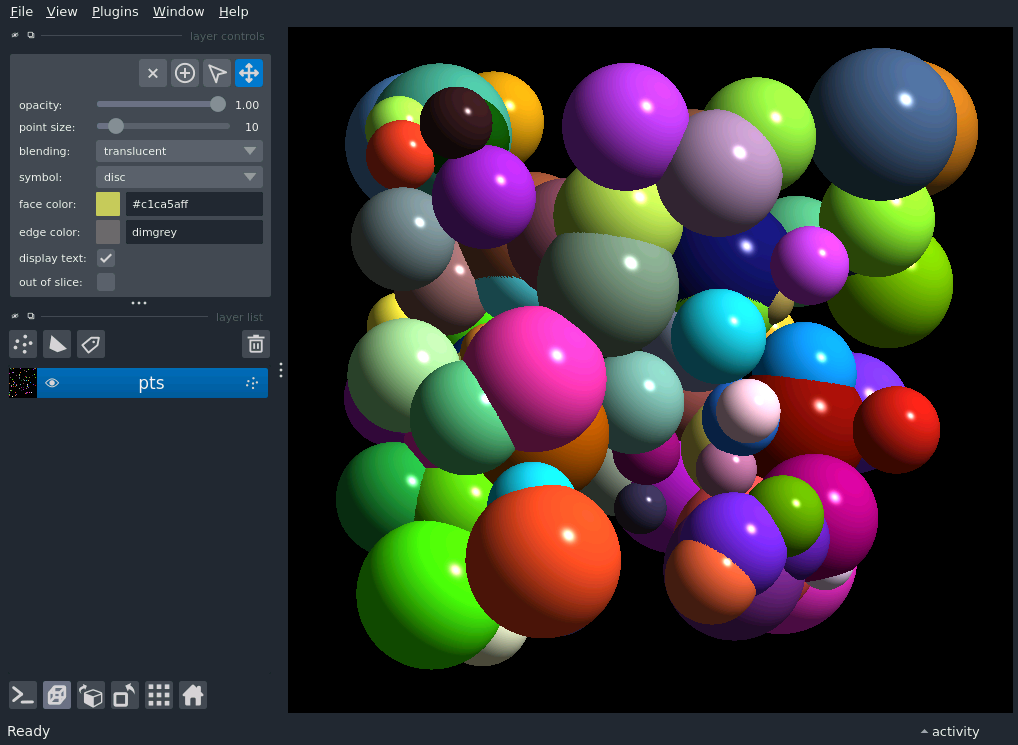 File View Plugins Window Help
layer controls
opacity: 1.00
point size: 10
blending: translucent
symbol: disc
face color: #c1ca5aff
edge color: dimgrey
display text:
out of slice:
layer list
pts
Ready
activity